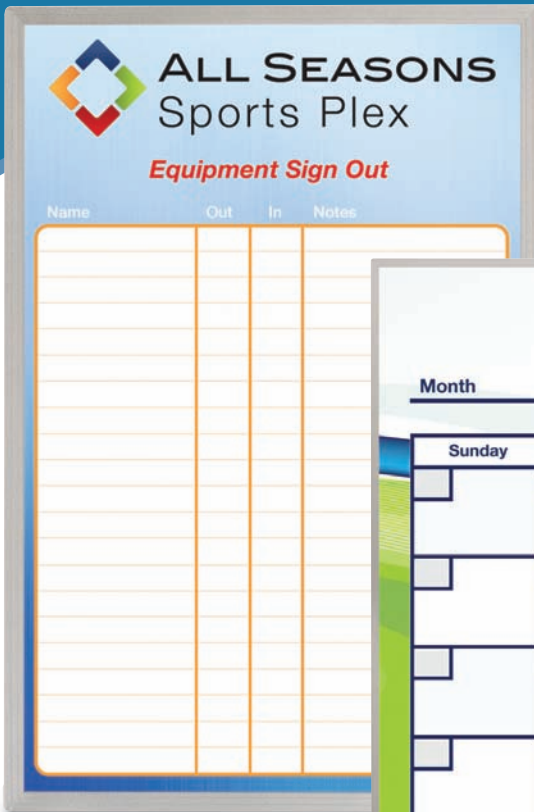 ALL SEASONS
Sports Plex
Equipment Sign Out
Name Out In Notes
Month
Sunday